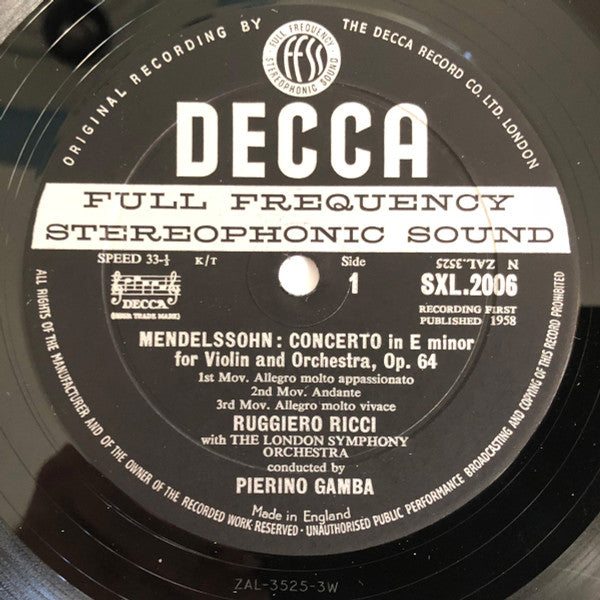 ORIGINAL RECORDING BY
THE DECCA RECORD CO. LTD. LONDON
FULL FREQUENCY
ffss
STEREOPHONIC SOUND
DECCA
FULL FREQUENCY
STEREOPHONIC SOUND
SPEED 33-⅓ K/T
Side
1
N ZAL.3525
SXL.2006
DECCA
RECORDING FIRST
PUBLISHED 1958
MENDELSSOHN: CONCERTO in E minor
for Violin and Orchestra, Op. 64
1st Mov. Allegro molto appassionato
2nd Mov. Andante
3rd Mov. Allegro molto vivace
RUGGIERO RICCI
with THE LONDON SYMPHONY
ORCHESTRA
conducted by
PIERINO GAMBA
Made in England
ALL RIGHTS OF THE MANUFACTURER AND OF THE OWNER OF THE RECORDED WORK RESERVED · UNAUTHORISED PUBLIC PERFORMANCE BROADCASTING AND COPYING OF THIS RECORD PROHIBITED
ZAL-3525-3W